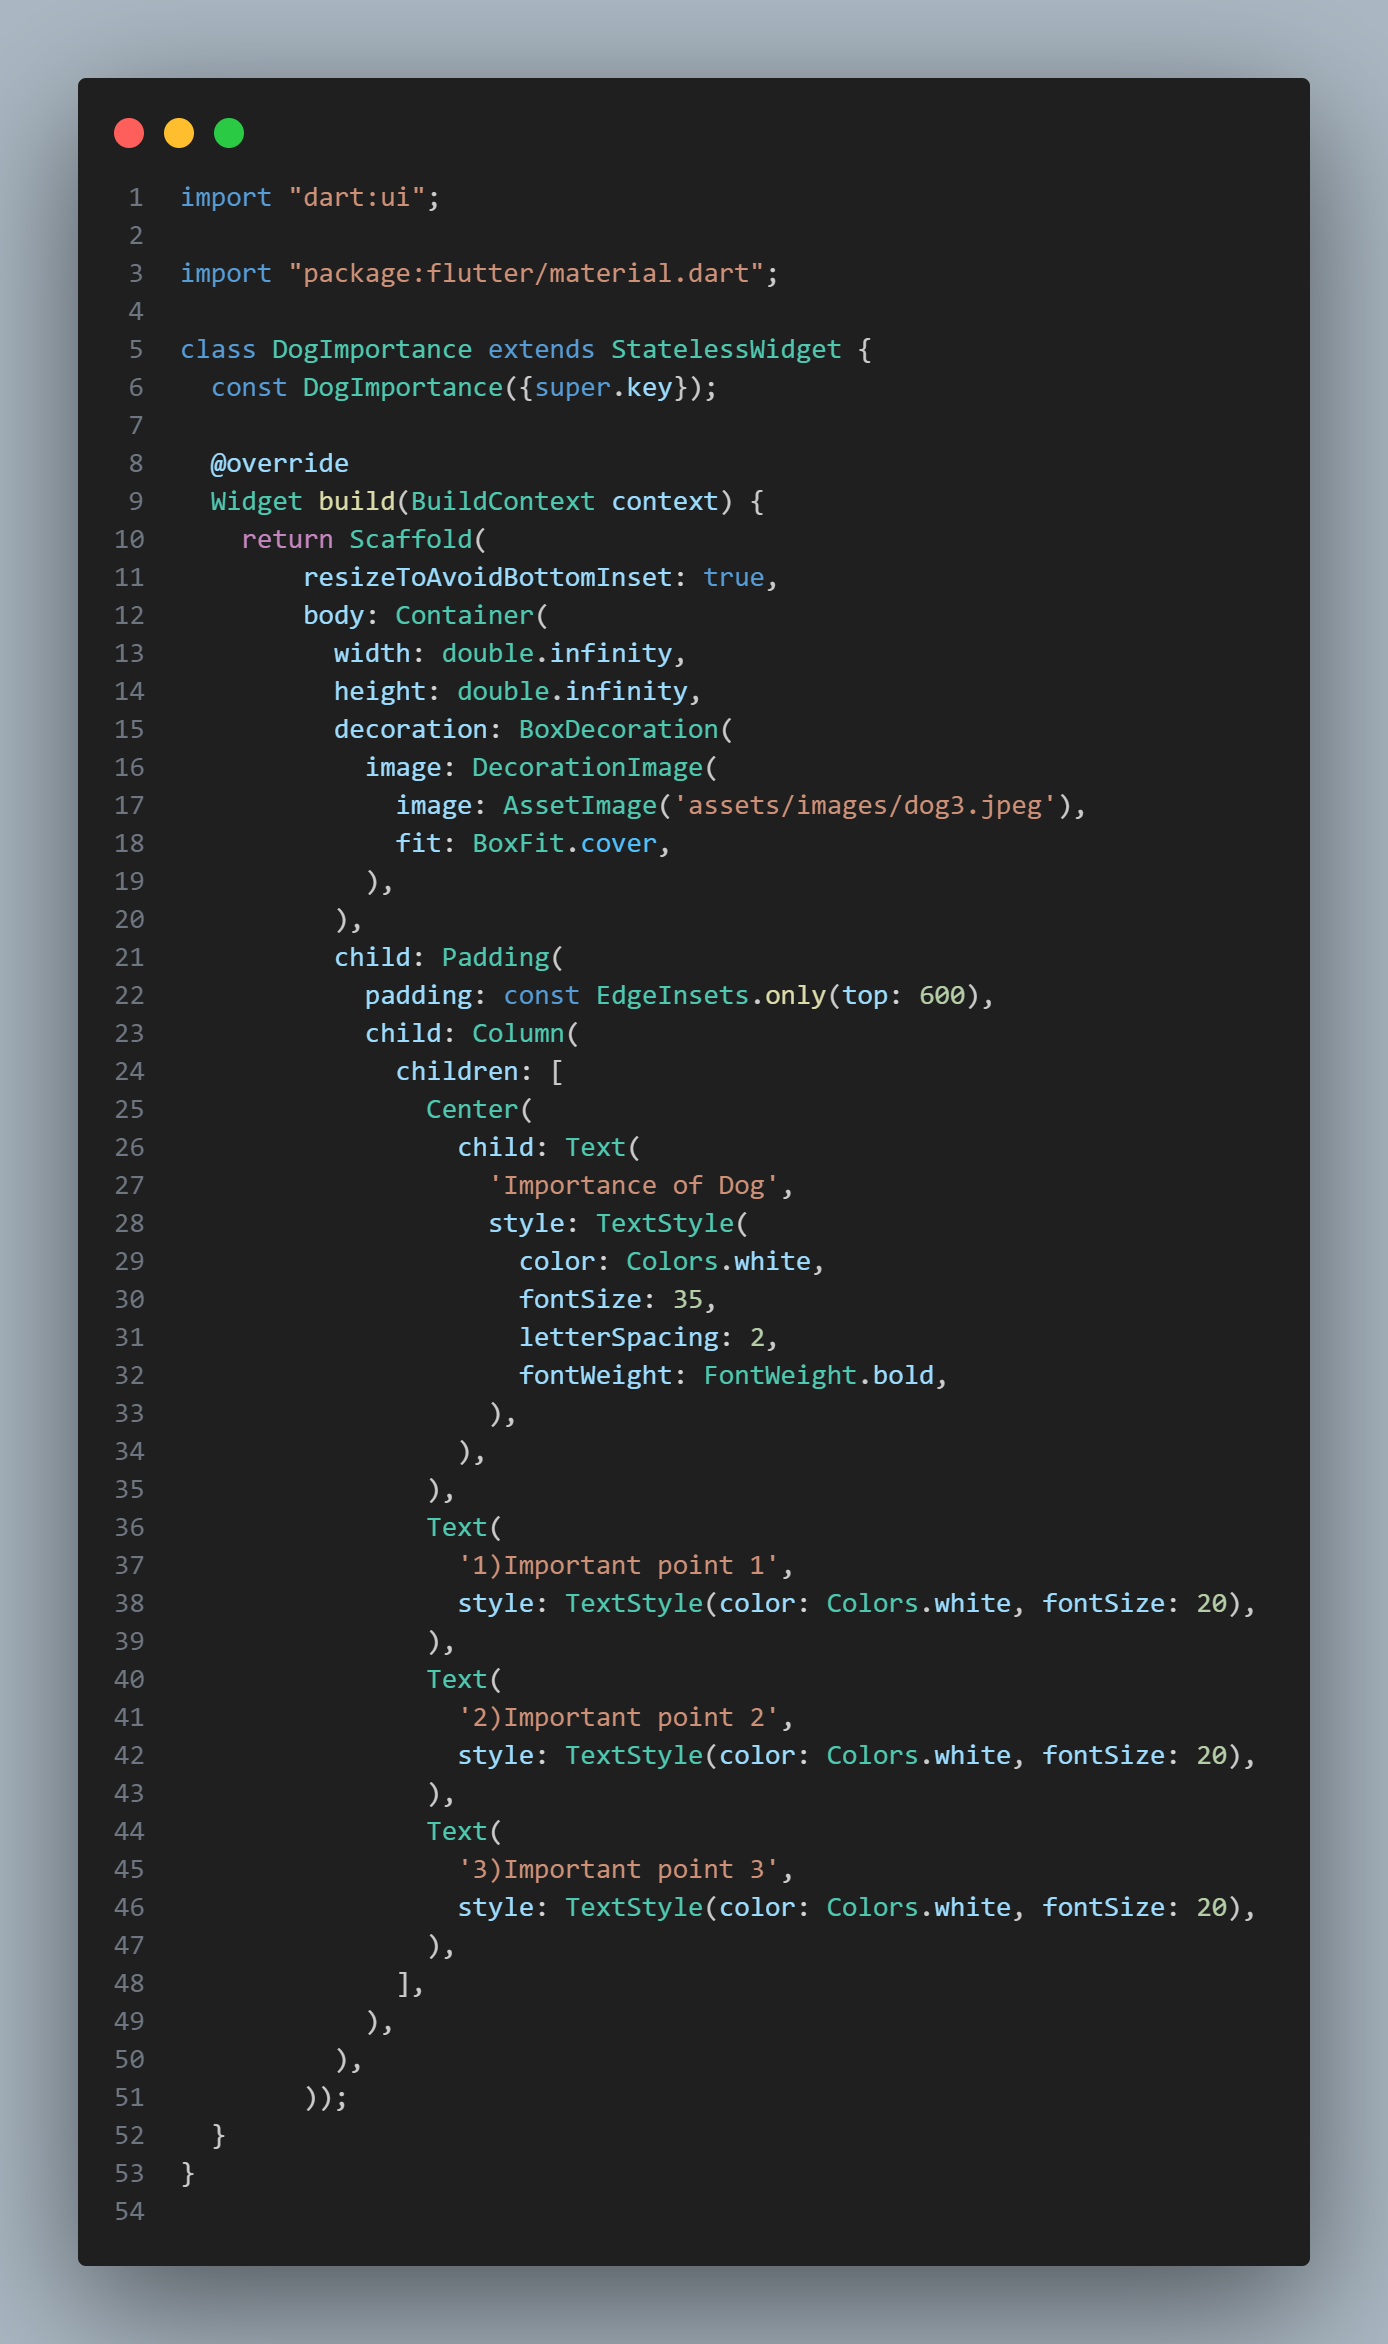 1 import "dart:ui";
2
3 import "package:flutter/material.dart";
4
5 class DogImportance extends StatelessWidget {
6   const DogImportance({super.key});
7
8   @override
9   Widget build(BuildContext context) {
10     return Scaffold(
11         resizeToAvoidBottomInset: true,
12         body: Container(
13           width: double.infinity,
14           height: double.infinity,
15           decoration: BoxDecoration(
16             image: DecorationImage(
17               image: AssetImage('assets/images/dog3.jpeg'),
18               fit: BoxFit.cover,
19             ),
20           ),
21           child: Padding(
22             padding: const EdgeInsets.only(top: 600),
23             child: Column(
24               children: [
25                 Center(
26                   child: Text(
27                     'Importance of Dog',
28                     style: TextStyle(
29                       color: Colors.white,
30                       fontSize: 35,
31                       letterSpacing: 2,
32                       fontWeight: FontWeight.bold,
33                     ),
34                   ),
35                 ),
36                 Text(
37                   '1)Important point 1',
38                   style: TextStyle(color: Colors.white, fontSize: 20),
39                 ),
40                 Text(
41                   '2)Important point 2',
42                   style: TextStyle(color: Colors.white, fontSize: 20),
43                 ),
44                 Text(
45                   '3)Important point 3',
46                   style: TextStyle(color: Colors.white, fontSize: 20),
47                 ),
48               ],
49             ),
50           ),
51         ));
52   }
53 }
54